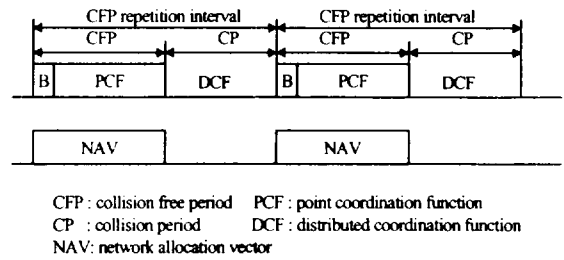 CFP repetition interval CFP repetition interval
CFP CP CFP CP
B PCF DCF B PCF DCF
NAV NAV
CFP : collision free period PCF : point coordination function
CP : collision period DCF : distributed coordination function
NAV: network allocation vector